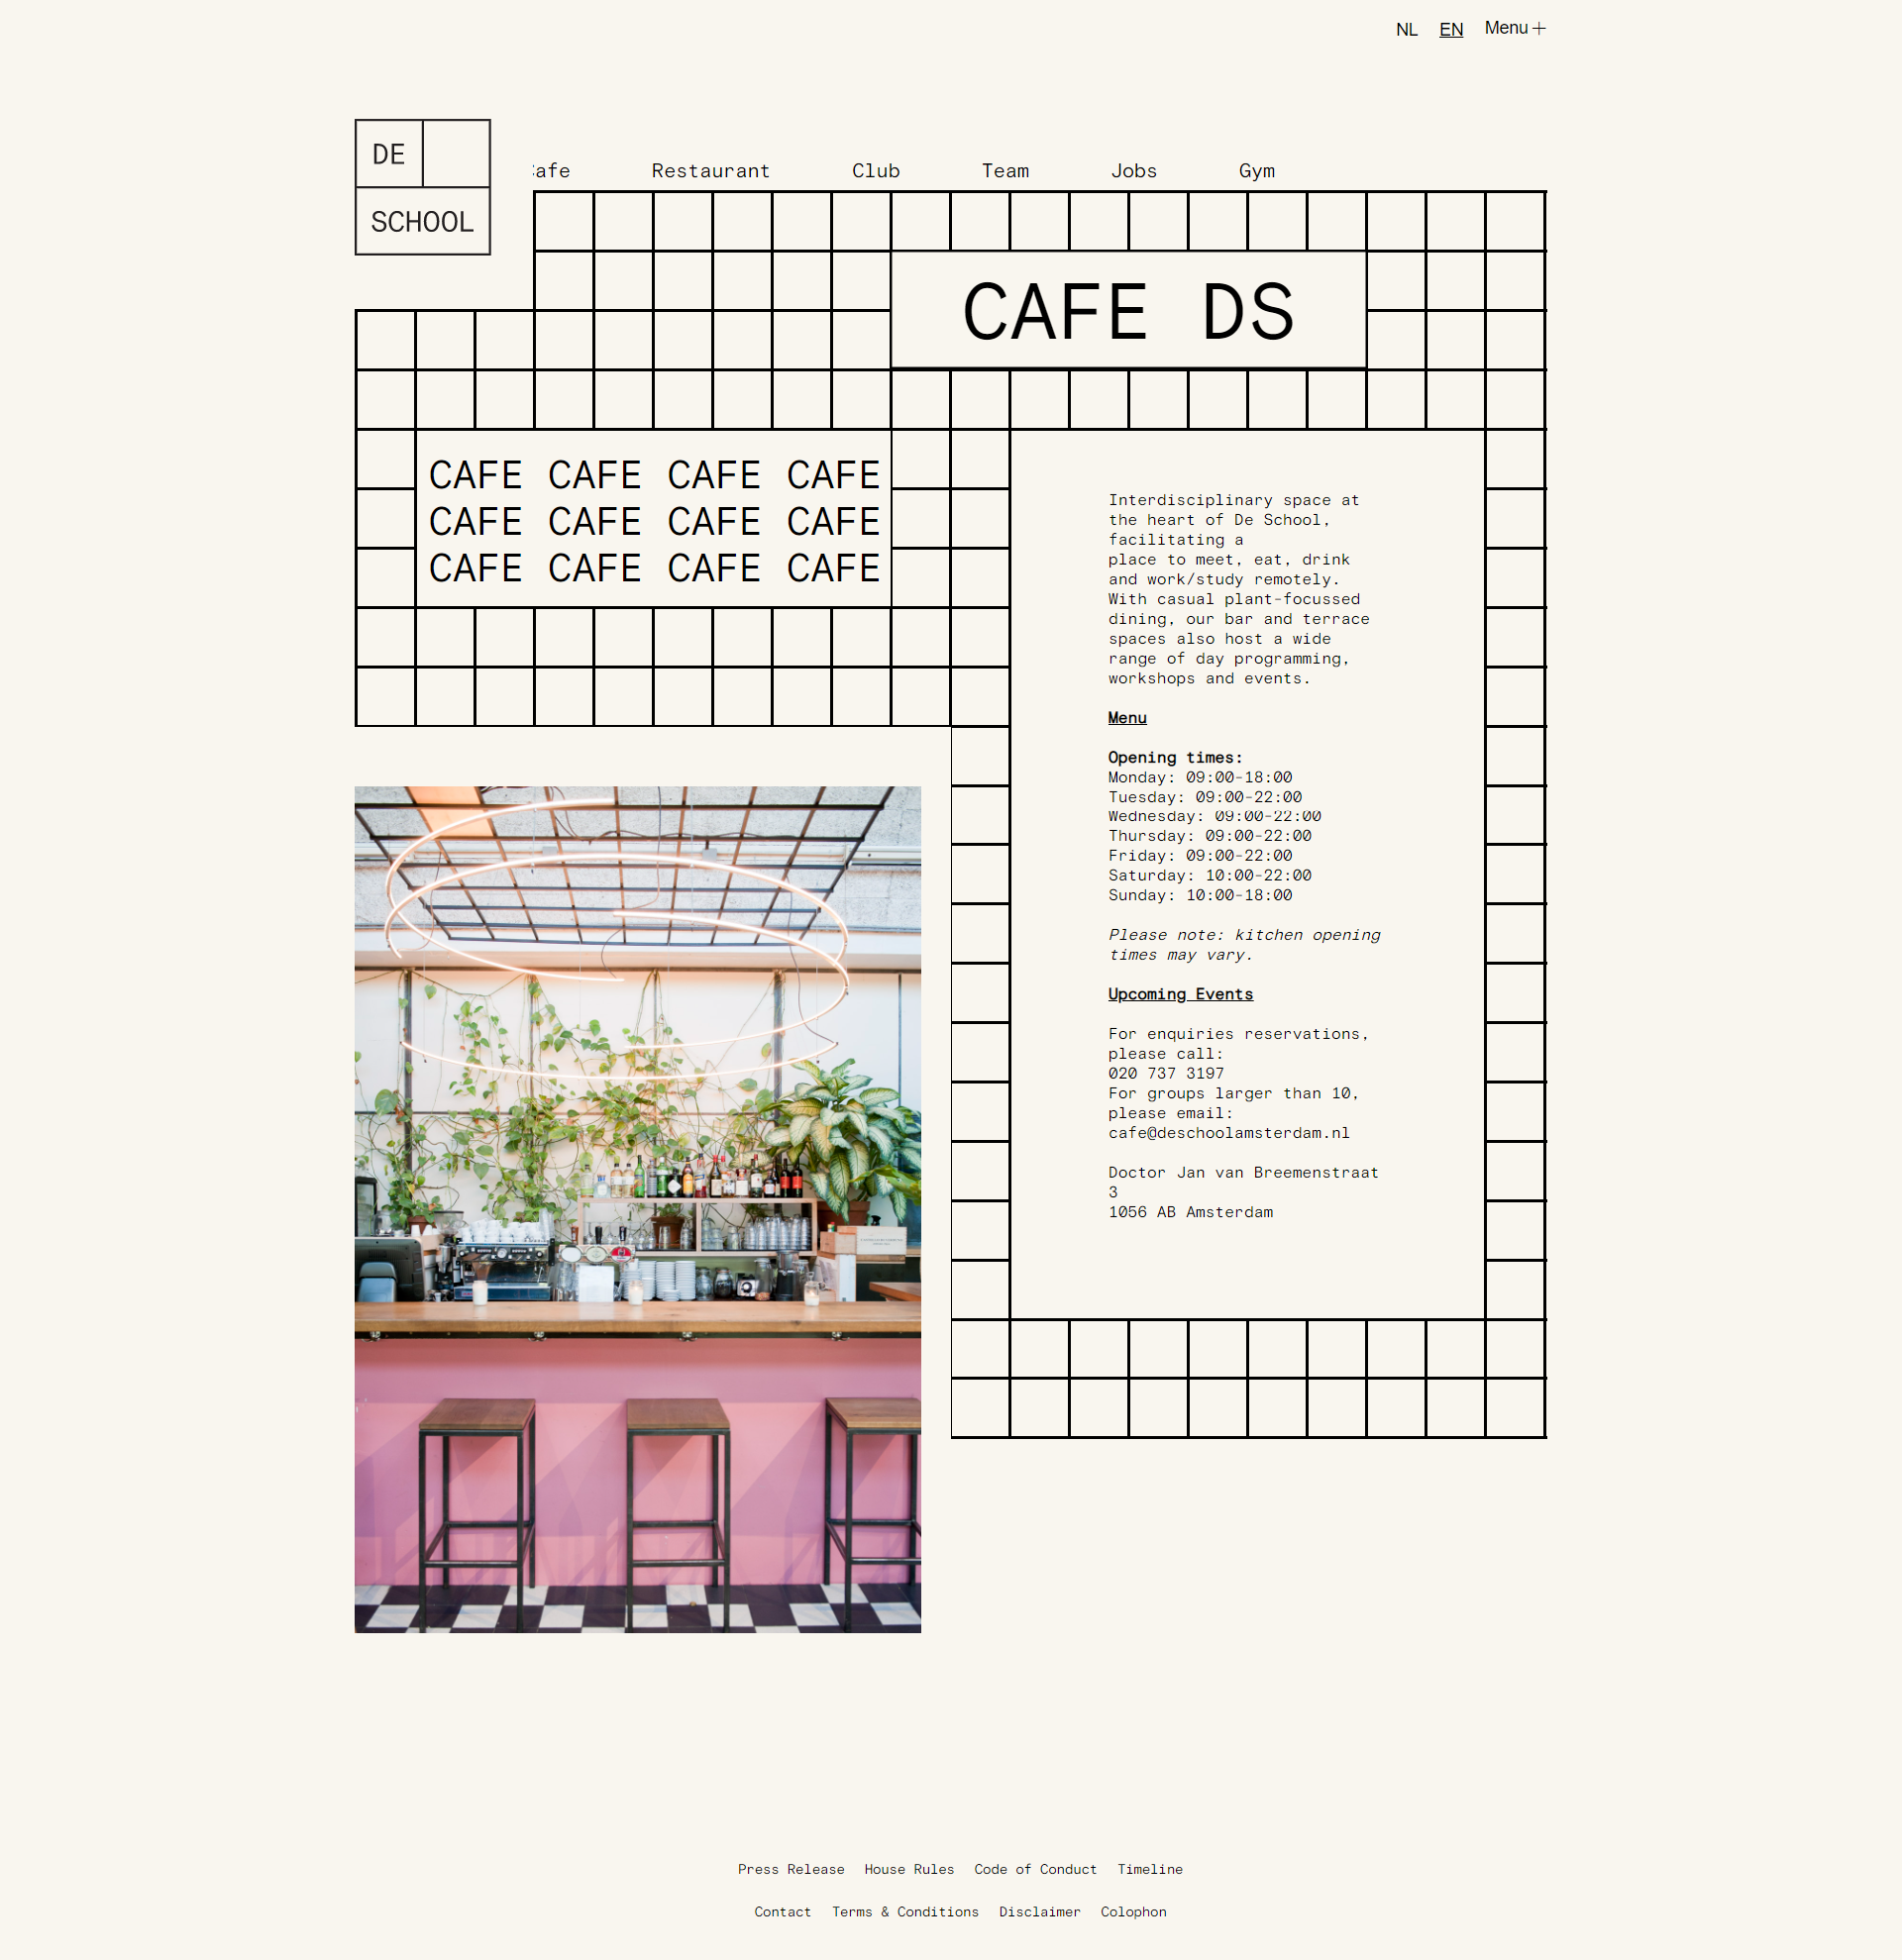 NL EN Menu
DE
SCHOOL
afe Restaurant Club Team Jobs Gym
CAFE DS
CAFE CAFE CAFE CAFE
CAFE CAFE CAFE CAFE
CAFE CAFE CAFE CAFE
Interdisciplinary space at
the heart of De School,
facilitating a
place to meet, eat, drink
and work/study remotely.
With casual plant-focussed
dining, our bar and terrace
spaces also host a wide
range of day programming,
workshops and events.
Menu
Opening times:
Monday: 09:00-18:00
Tuesday: 09:00-22:00
Wednesday: 09:00-22:00
Thursday: 09:00-22:00
Friday: 09:00-22:00
Saturday: 10:00-22:00
Sunday: 10:00-18:00
Please note: kitchen opening
times may vary.
Upcoming Events
For enquiries reservations,
please call:
020 737 3197
For groups larger than 10,
please email:
cafe@deschoolamsterdam.nl
Doctor Jan van Breemenstraat
3
1056 AB Amsterdam
Press Release House Rules Code of Conduct Timeline
Contact Terms & Conditions Disclaimer Colophon